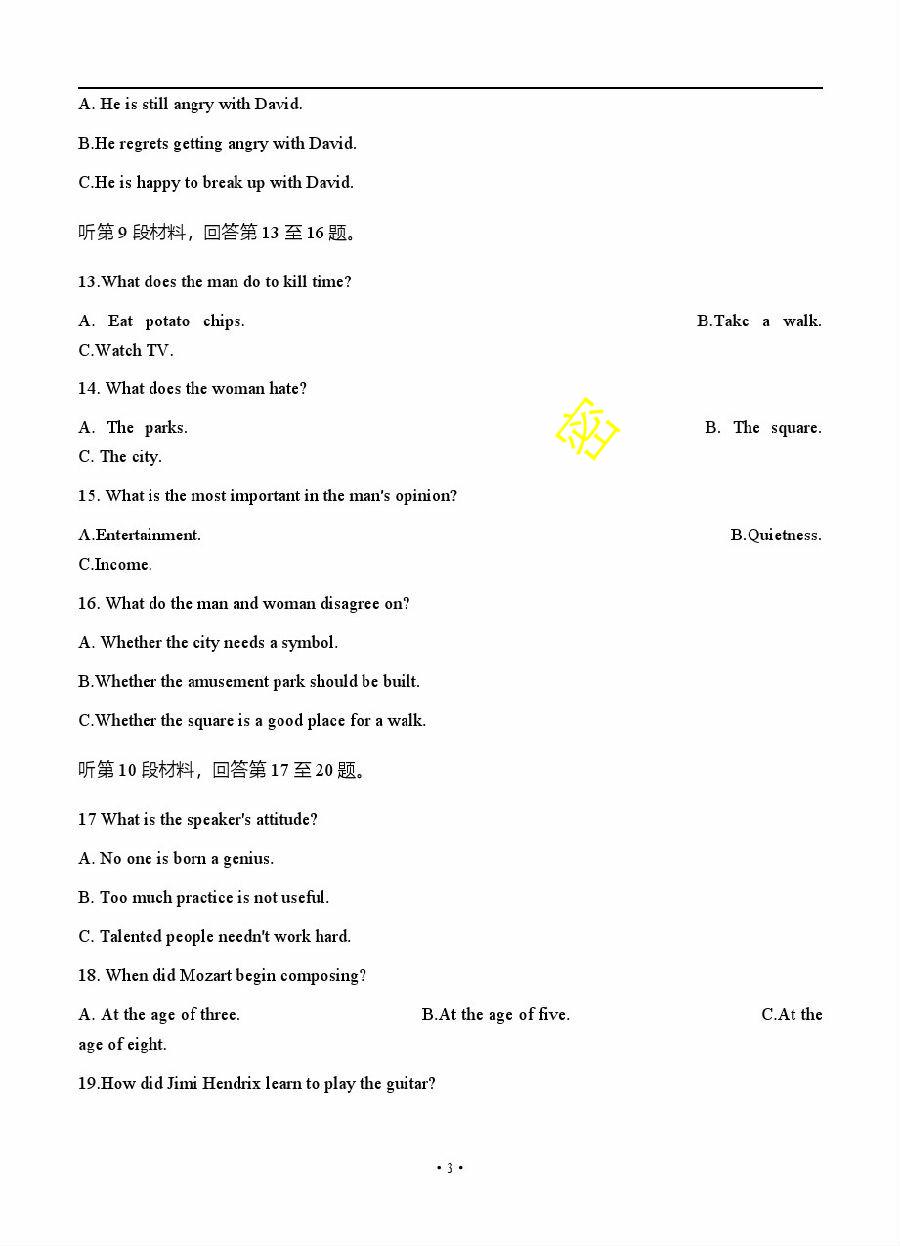 A. He is still angry with David.
B.He regrets getting angry with David.
C.He is happy to break up with David.
听第 9 段材料，回答第 13 至 16 题。
13.What does the man do to kill time?
A. Eat potato chips. B.Take a walk.
C.Watch TV.
14. What does the woman hate?
A. The parks. B. The square.
C. The city.
15. What is the most important in the man's opinion?
A.Entertainment. B.Quietness.
C.Income.
16. What do the man and woman disagree on?
A. Whether the city needs a symbol.
B.Whether the amusement park should be built.
C.Whether the square is a good place for a walk.
听第 10 段材料，回答第 17 至 20 题。
17 What is the speaker's attitude?
A. No one is born a genius.
B. Too much practice is not useful.
C. Talented people needn't work hard.
18. When did Mozart begin composing?
A. At the age of three. B.At the age of five. C.At the
age of eight.
19.How did Jimi Hendrix learn to play the guitar?
• 3 •